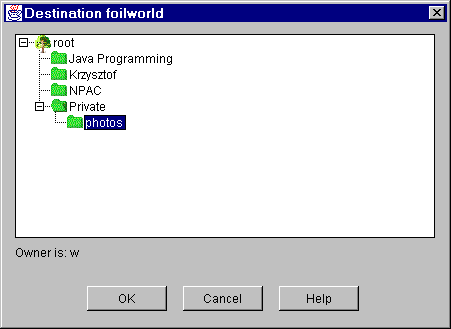 Destination foilworld
root
Java Programming
Krzysztof
NPAC
Private
photos
Owner is: w
OK Cancel Help